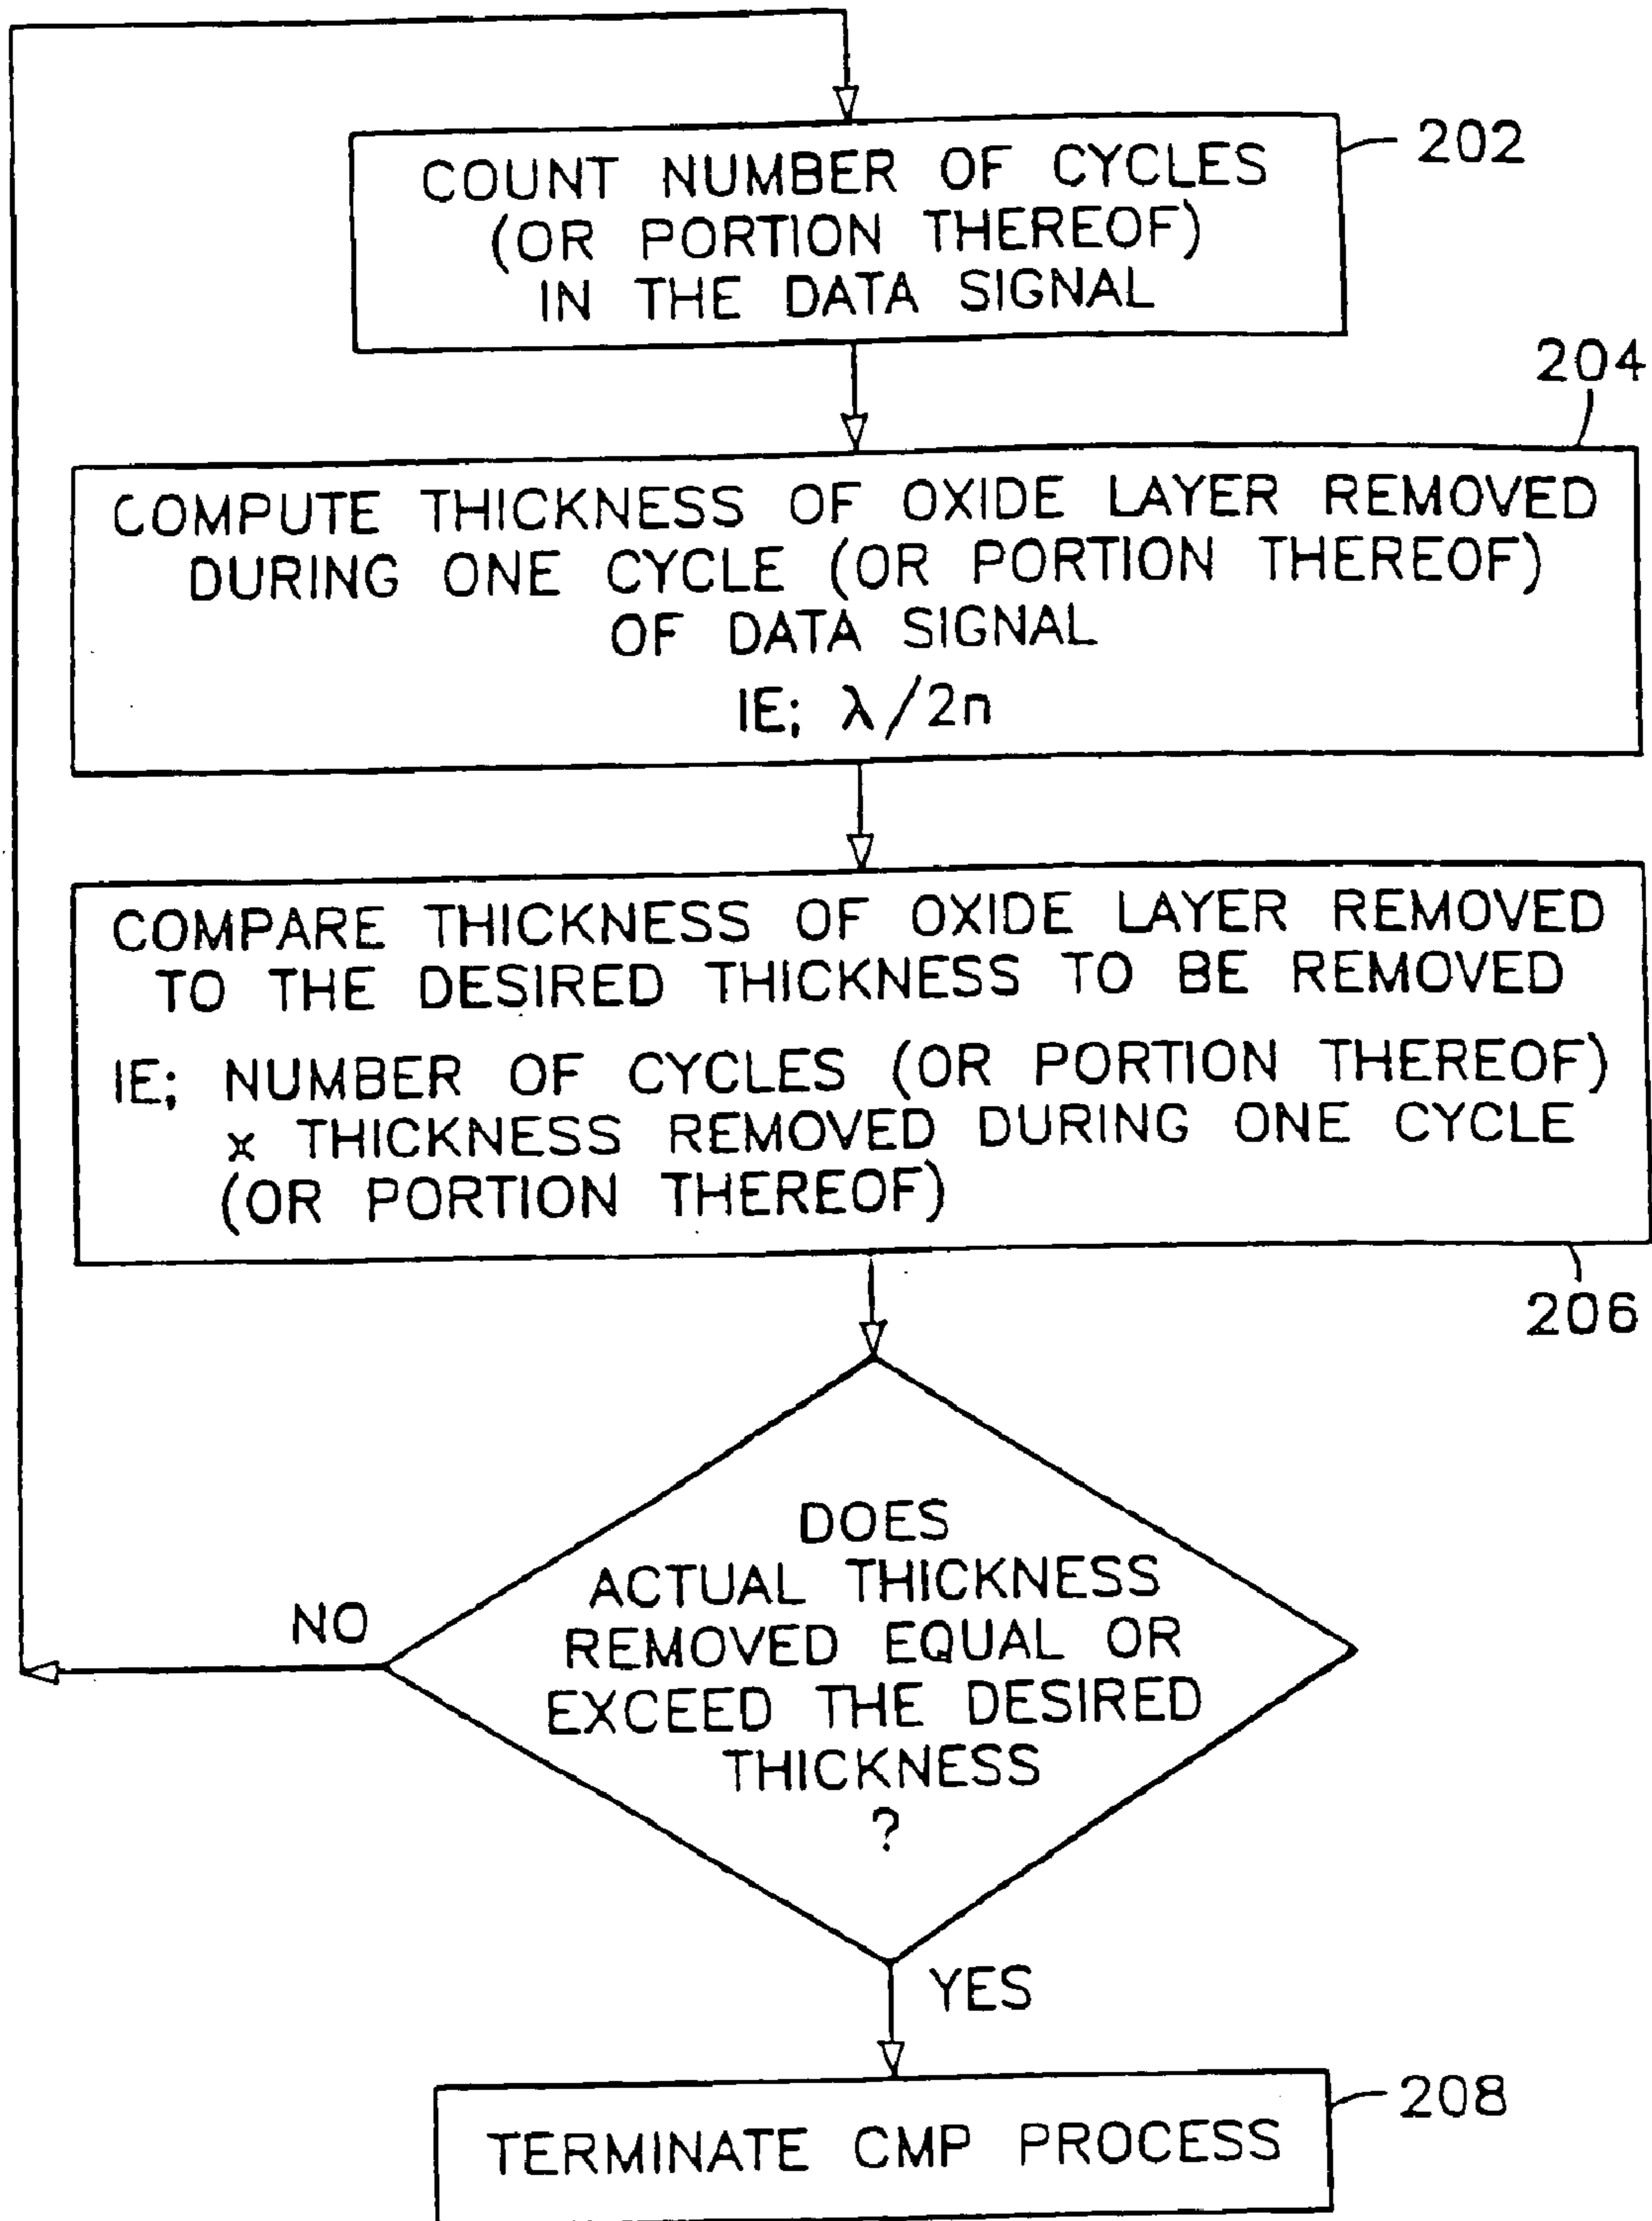 COUNT NUMBER OF CYCLES
(OR PORTION THEREOF)
IN THE DATA SIGNAL
202
204
COMPUTE THICKNESS OF OXIDE LAYER REMOVED
DURING ONE CYCLE (OR PORTION THEREOF)
OF DATA SIGNAL
IE; λ/2n
COMPARE THICKNESS OF OXIDE LAYER REMOVED
TO THE DESIRED THICKNESS TO BE REMOVED
IE; NUMBER OF CYCLES (OR PORTION THEREOF)
x THICKNESS REMOVED DURING ONE CYCLE
(OR PORTION THEREOF)
206
DOES
ACTUAL THICKNESS
REMOVED EQUAL OR
EXCEED THE DESIRED
THICKNESS
?
NO
YES
TERMINATE CMP PROCESS
208